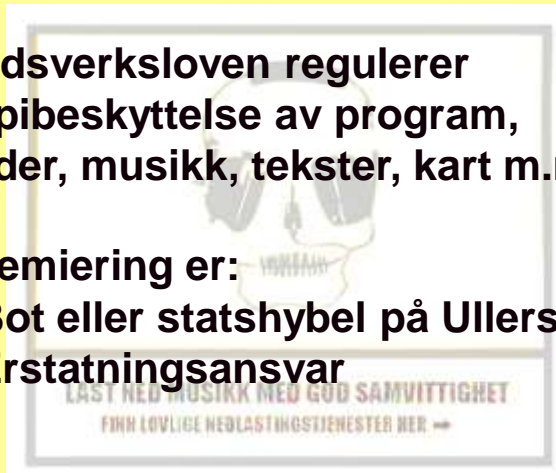 dsverksloven regulerer
pibeskyttelse av program,
der, musikk, tekster, kart m.
emiering er:
Bot eller statshybel på Ullers
Erstatningsansvar
LAST NED MUSIKK MED GOD SAMVITTIGHET
FINN LOVLIGE NEDLASTINGSTJENESTER HER